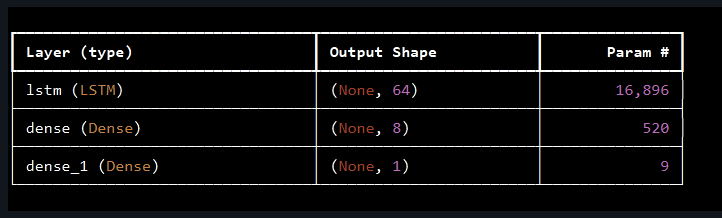 Layer (type) Output Shape Param #
lstm (LSTM) (None, 64) 16,896
dense (Dense) (None, 8) 520
dense_1 (Dense) (None, 1) 9